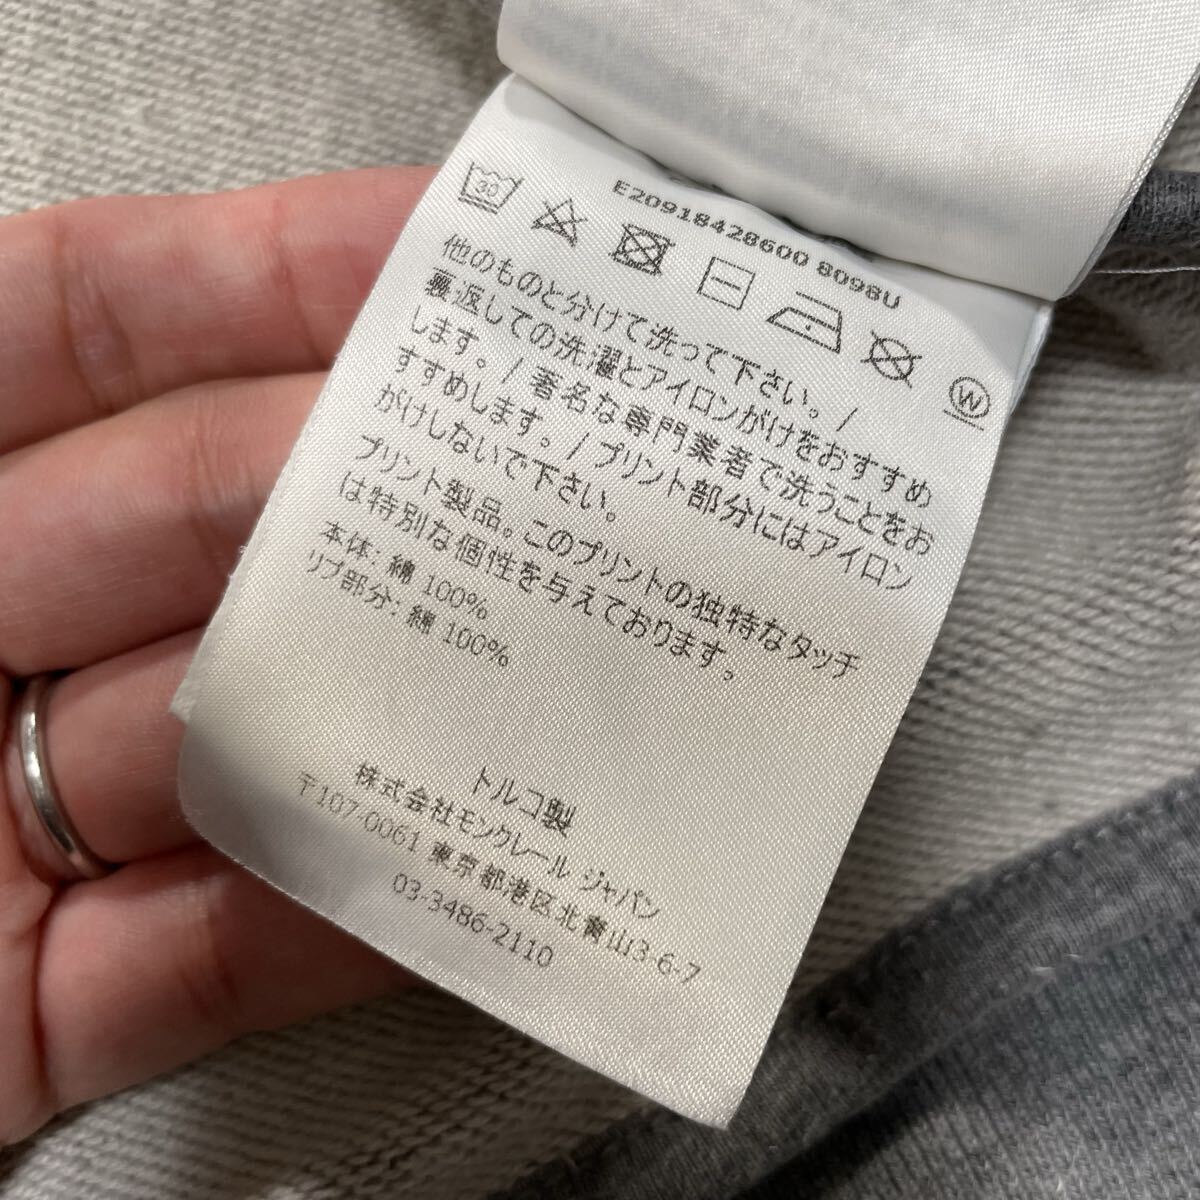 E20918428600 8098U
30
W
他のものと分けて洗って下さい。/
裏返しての洗濯とアイロンがけをおすすめ
します。/ 著名な専門業者で洗うことをお
すすめします。/ プリント部分にはアイロン
がけしないで下さい。
プリント製品。このプリントの独特なタッチ
は特別な個性を与えております。
本体: 綿 100%
リブ部分: 綿 100%
トルコ製
株式会社モンクレール ジャパン
〒107-0061 東京都港区北青山3-6-7
03-3486-2110